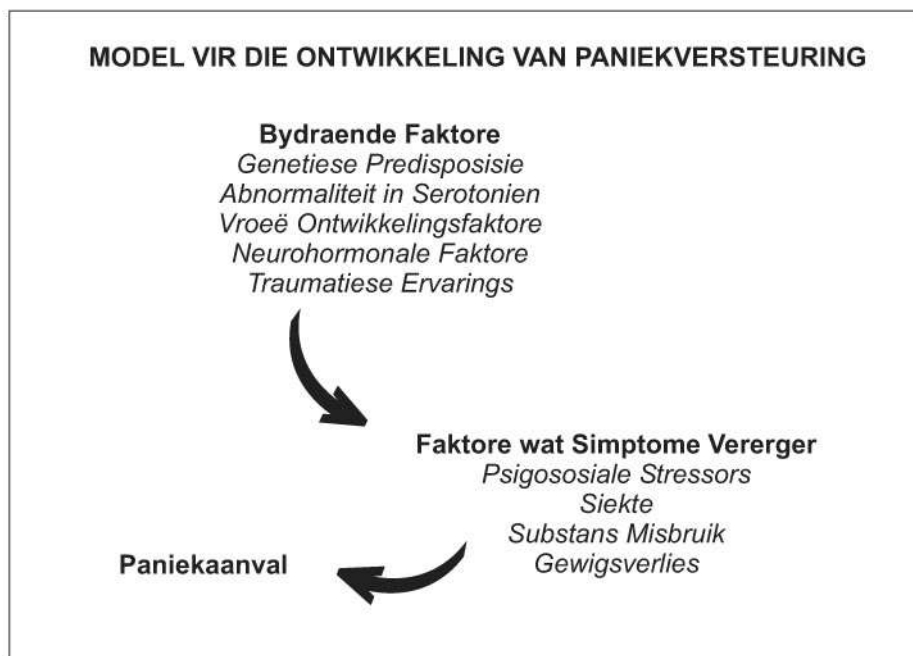 MODEL VIR DIE ONTWIKKELING VAN PANIEKVERSTEURING
Bydraende Faktore
Genetiese Predisposisie
Abnormaliteit in Serotonien
Vroeë Ontwikkelingsfaktore
Neurohormonale Faktore
Traumatiese Ervarings
Faktore wat Simptome Vererger
Psigososiale Stressors
Siekte
Substans Misbruik
Gewigsverlies
Paniekaanval